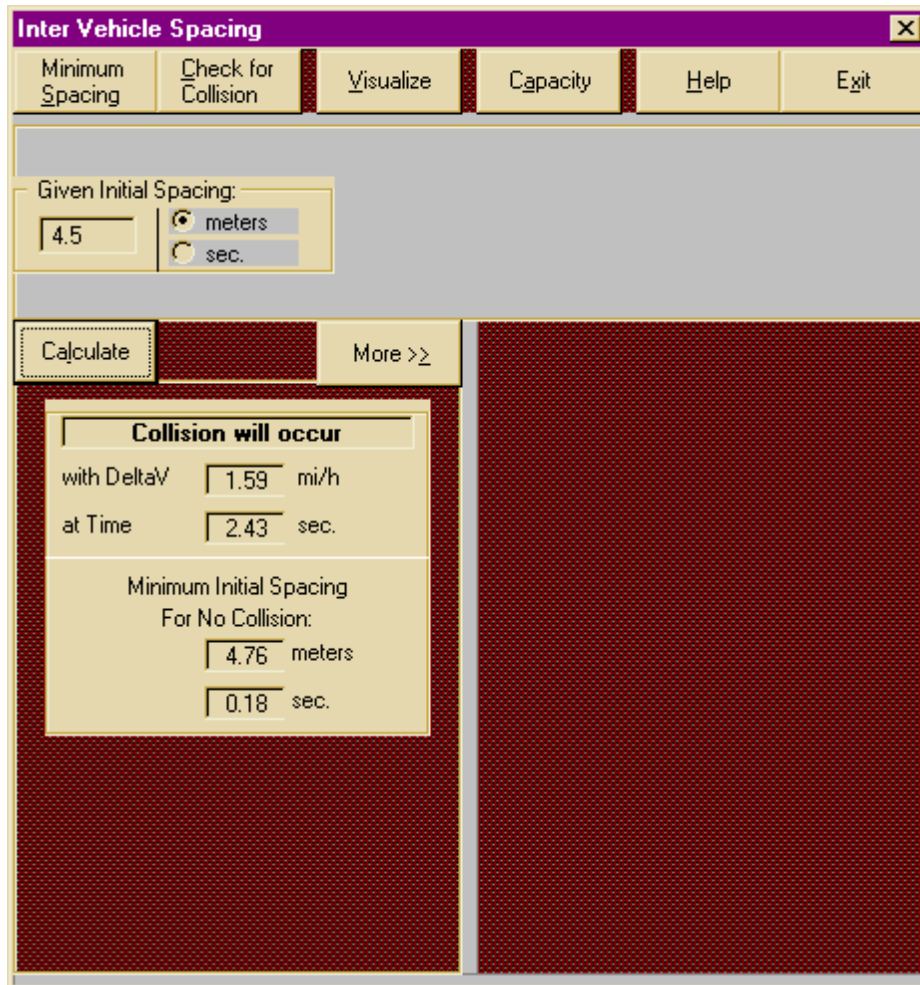 Inter Vehicle Spacing
Minimum
Spacing
Check for
Collision
Visualize
Capacity
Help
Exit
Given Initial Spacing:
4.5
meters
sec.
Calculate
More >>
Collision will occur
with DeltaV 1.59 mi/h
at Time 2.43 sec.
Minimum Initial Spacing
For No Collision:
4.76 meters
0.18 sec.